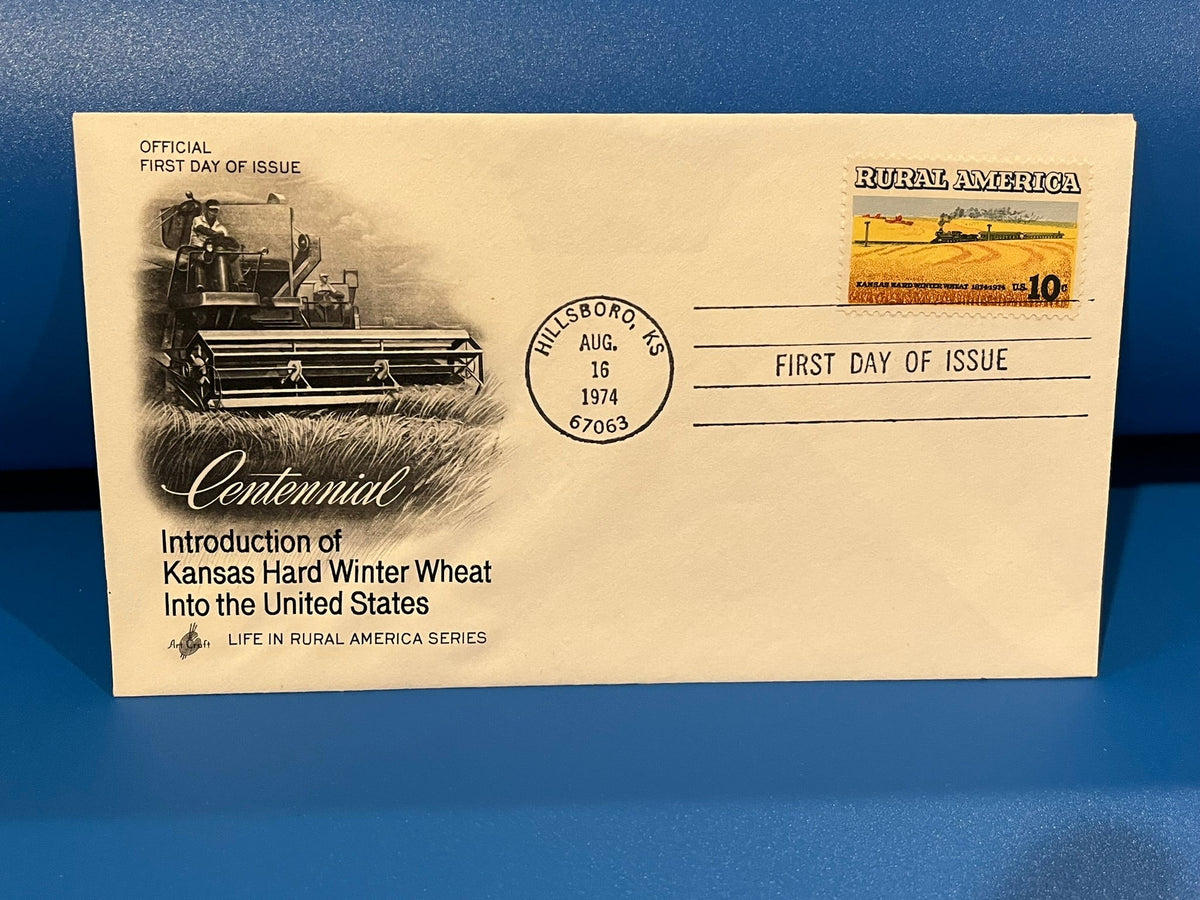 OFFICIAL
FIRST DAY OF ISSUE
RURAL AMERICA
KANSAS HARD WINTER WHEAT 1874-1974 U.S. 10c
HILLSBORO, KS
AUG.
16
1974
67063
FIRST DAY OF ISSUE
Centennial
Introduction of
Kansas Hard Winter Wheat
Into the United States
Art Craft LIFE IN RURAL AMERICA SERIES